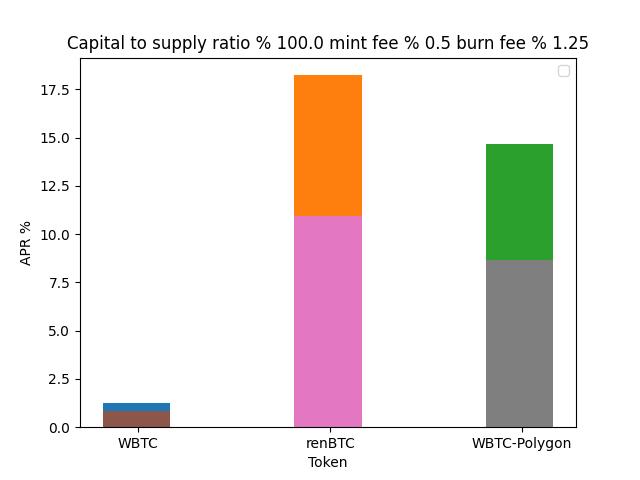 Capital to supply ratio % 100.0 mint fee % 0.5 burn fee % 1.25
17.5
15.0
12.5
10.0
7.5
5.0
2.5
0.0
APR %
WBTC
renBTC
WBTC-Polygon
Token